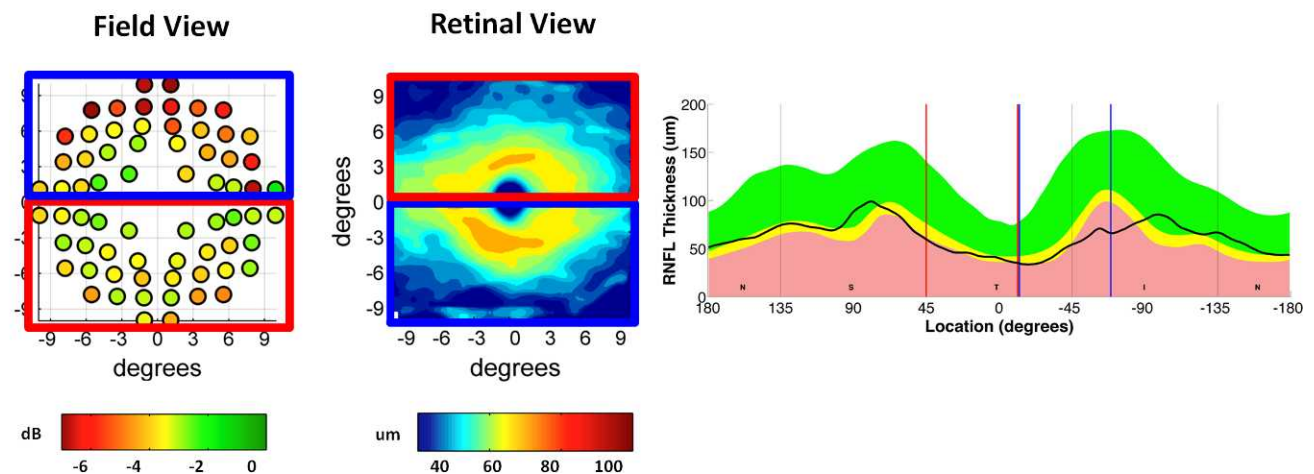 Field View
9
6
3
0
-3
-6
-9
-9 -6 -3 0 3 6 9
degrees
dB
-6 -4 -2 0
Retinal View
degrees
9
6
3
0
-3
-6
-9
-9 -6 -3 0 3 6 9
degrees
um
40 60 80 100
RNFL Thickness (um)
200
150
100
50
0
N S T I N
180 135 90 45 0 -45 -90 -135 -180
Location (degrees)